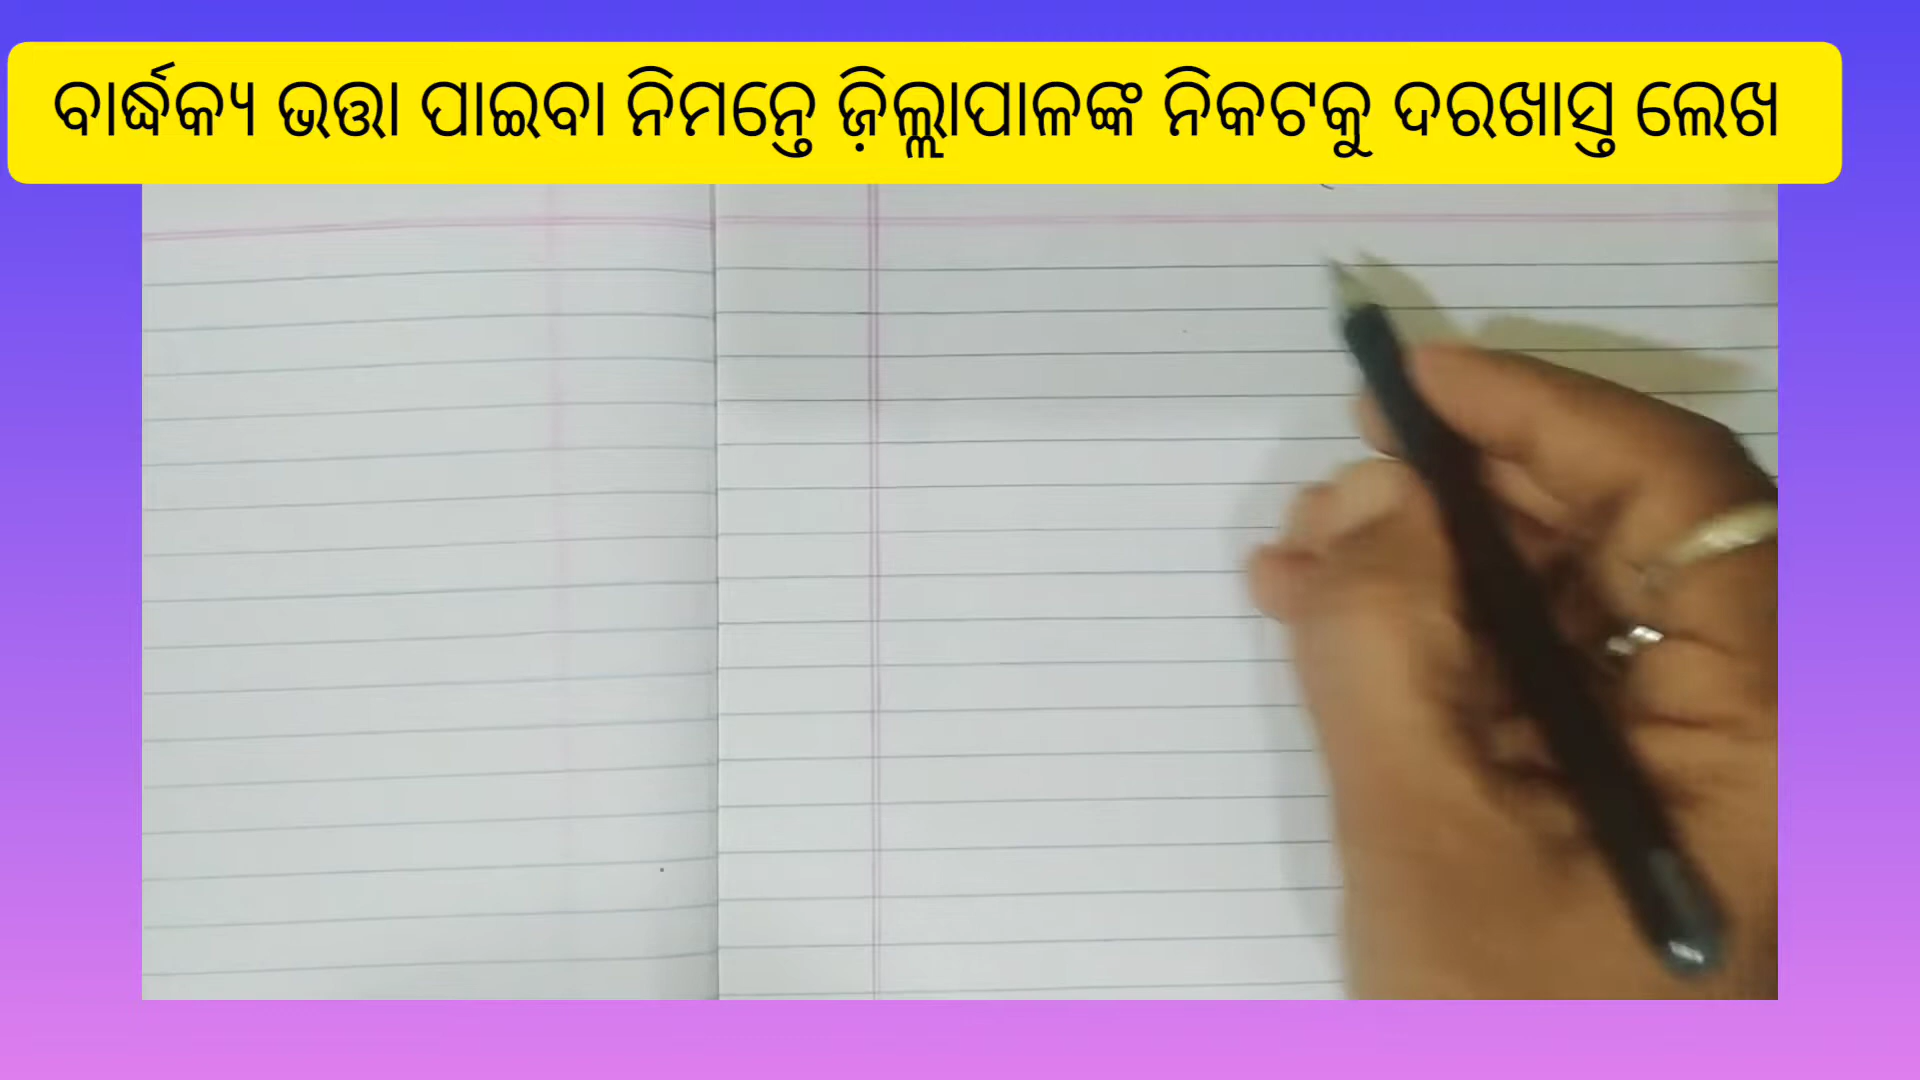 ବାର୍ଦ୍ଧକ୍ୟ ଭତ୍ତା ପାଇବା ନିମନ୍ତେ ଜ଼ିଲ୍ଲାପାଳଙ୍କ ନିକଟକୁ ଦରଖାସ୍ତ ଲେଖ